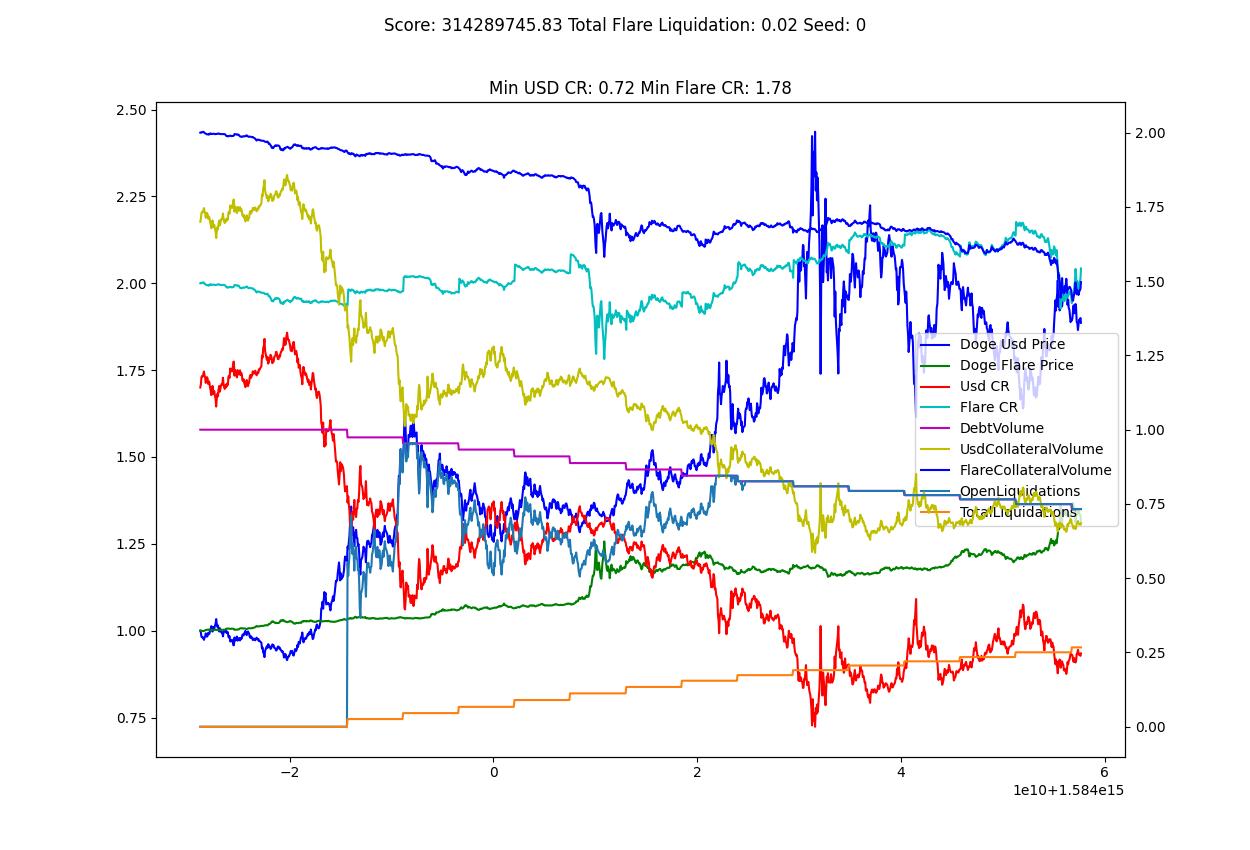 Score: 314289745.83 Total Flare Liquidation: 0.02 Seed: 0
Min USD CR: 0.72 Min Flare CR: 1.78
2.50
2.25
2.00
1.75
1.50
1.25
1.00
0.75
2.00
1.75
1.50
1.25
1.00
0.75
0.50
0.25
0.00
Doge Usd Price
Doge Flare Price
Usd CR
Flare CR
DebtVolume
UsdCollateralVolume
FlareCollateralVolume
OpenLiquidations
TotalLiquidations
−2 0 2 4 6
1e10+1.584e15